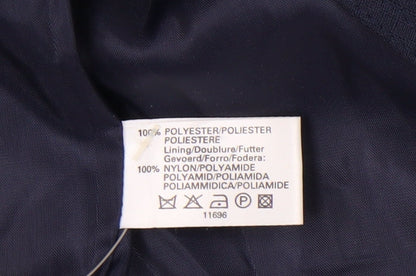 100% POLYESTER/POLIESTER
POLIESTERE
Lining/Doublure/Futter
Gevoerd/Forro/Fodera:
100% NYLON/POLYAMIDE
POLYAMID/POLIAMIDA
POLIAMMIDICA/POLIAMIDE
P
11696